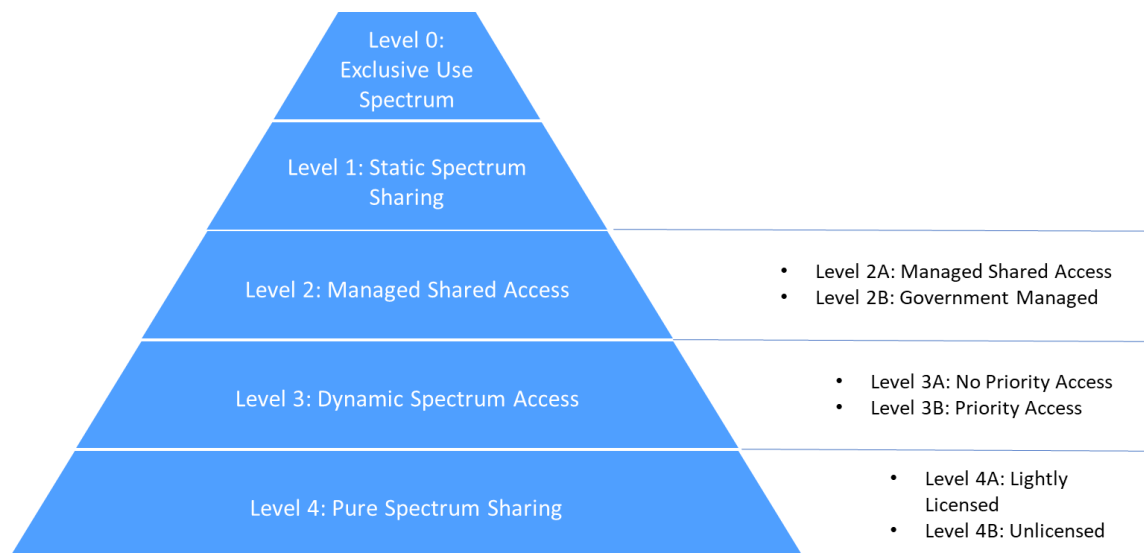 Level 0:
Exclusive Use
Spectrum
Level 1: Static Spectrum
Sharing
Level 2: Managed Shared Access
• Level 2A: Managed Shared Access
• Level 2B: Government Managed
Level 3: Dynamic Spectrum Access
• Level 3A: No Priority Access
• Level 3B: Priority Access
Level 4: Pure Spectrum Sharing
• Level 4A: Lightly
Licensed
• Level 4B: Unlicensed